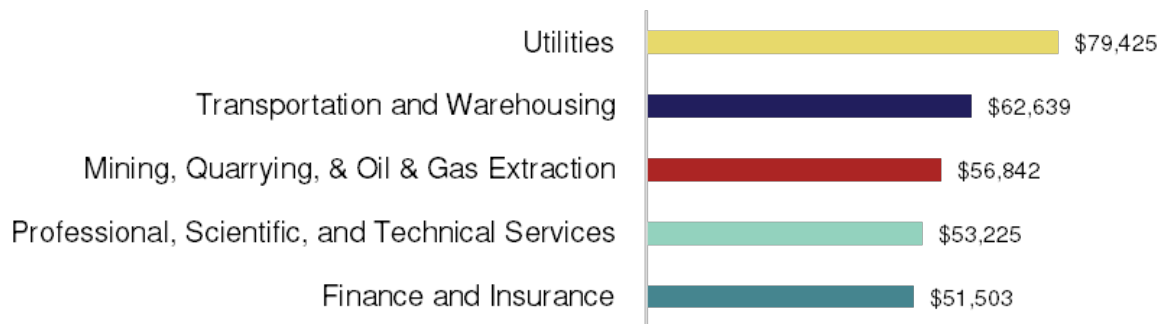 Utilities $79,425
Transportation and Warehousing $62,639
Mining, Quarrying, & Oil & Gas Extraction $56,842
Professional, Scientific, and Technical Services $53,225
Finance and Insurance $51,503